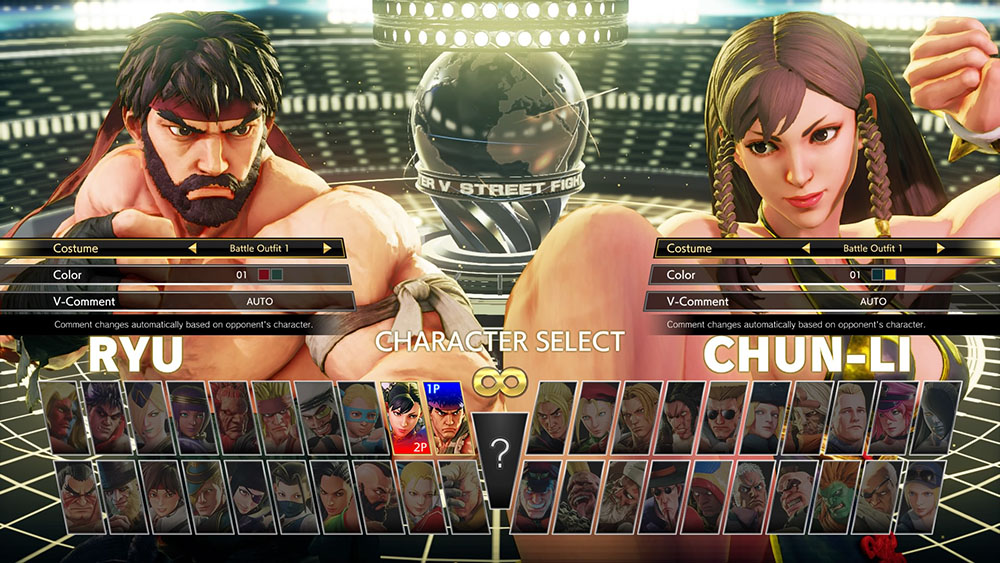 ER V STREET FIGH
Costume
Battle Outfit 1
Color
01
V-Comment
AUTO
Comment changes automatically based on opponent's character.
Costume
Battle Outfit 1
Color
01
V-Comment
AUTO
Comment changes automatically based on opponent's character.
RYU
CHARACTER SELECT
CHUN-LI
1P
2P
?